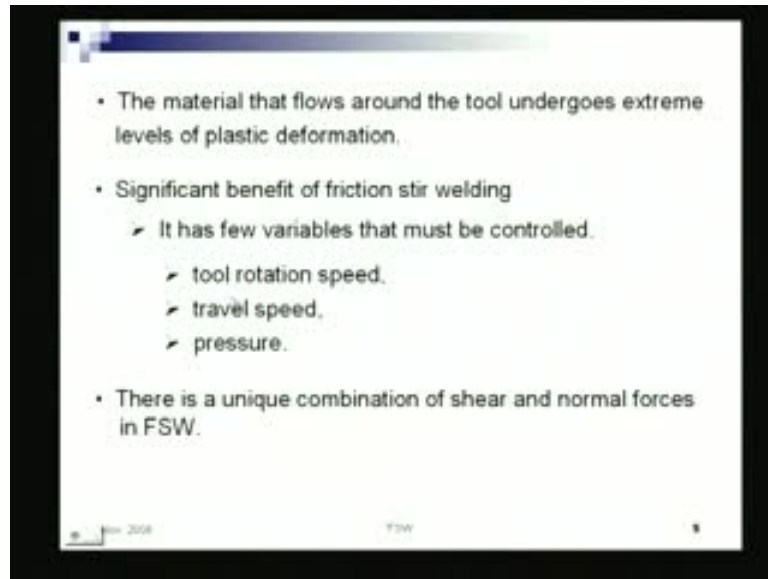 • The material that flows around the tool undergoes extreme
levels of plastic deformation.
• Significant benefit of friction stir welding
➢ It has few variables that must be controlled.
➢ tool rotation speed,
➢ travel speed,
➢ pressure.
• There is a unique combination of shear and normal forces
in FSW.
2008 FSW